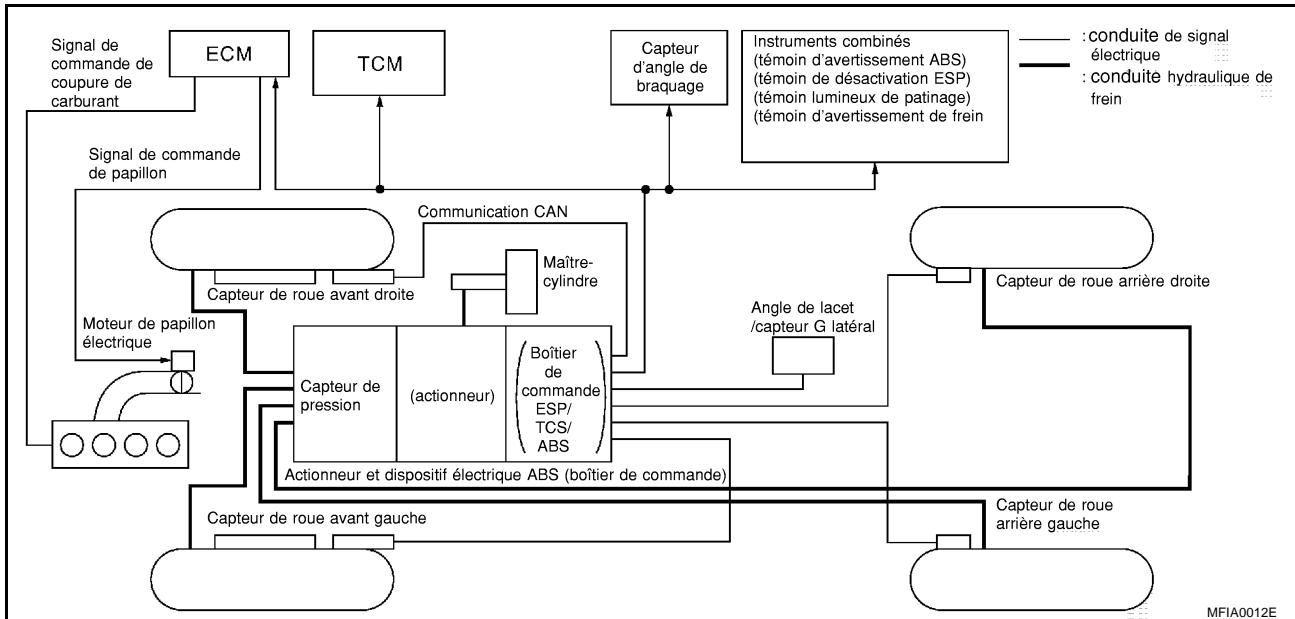 Signal de
commande de
coupure de
carburant
ECM
TCM
Capteur
d'angle de
braquage
Instruments combinés
(témoin d'avertissement ABS)
(témoin de désactivation ESP)
(témoin lumineux de patinage)
(témoin d'avertissement de frein
: conduite de signal
électrique
: conduite hydraulique de
frein
Signal de commande
de papillon
Communication CAN
Maître-
cylindre
Capteur de roue avant droite
Capteur de roue arrière droite
Angle de lacet
/capteur G latéral
Moteur de papillon
électrique
Capteur de
pression
(actionneur)
Boîtier
de
commande
ESP/
TCS/
ABS
Actionneur et dispositif électrique ABS (boîtier de commande)
Capteur de roue avant gauche
Capteur de roue
arrière gauche
MFIA0012E